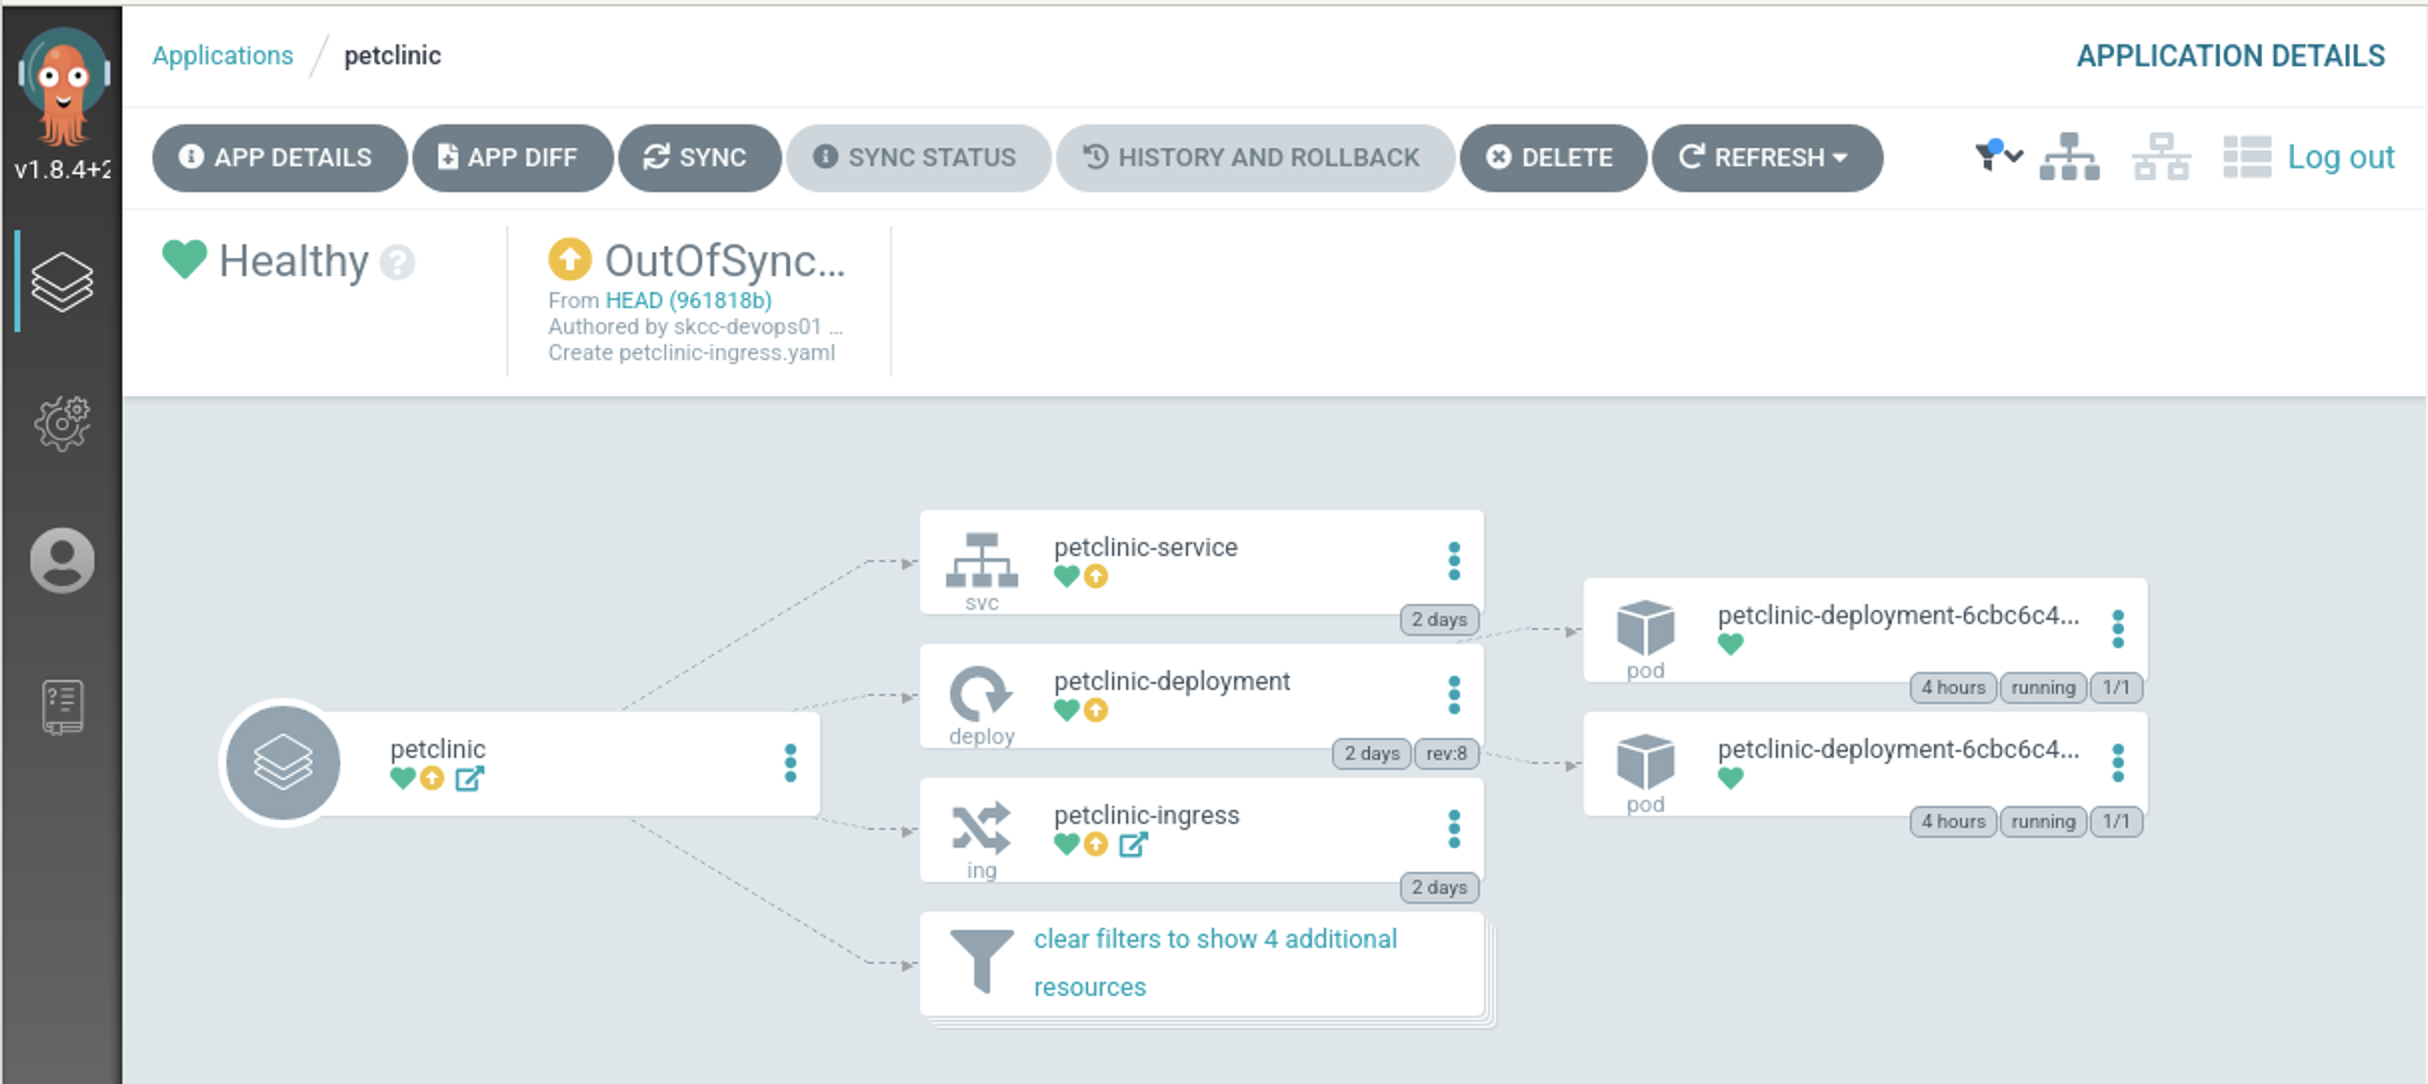 Applications / petclinic
APPLICATION DETAILS
v1.8.4+2
APP DETAILS
APP DIFF
SYNC
SYNC STATUS
HISTORY AND ROLLBACK
DELETE
REFRESH
Log out
Healthy
OutOfSync...
From HEAD (961818b)
Authored by skcc-devops01 ...
Create petclinic-ingress.yaml
petclinic
petclinic-service
svc
2 days
petclinic-deployment
deploy
2 days
rev:8
petclinic-ingress
ing
2 days
clear filters to show 4 additional
resources
petclinic-deployment-6cbc6c4...
pod
4 hours
running
1/1
petclinic-deployment-6cbc6c4...
pod
4 hours
running
1/1